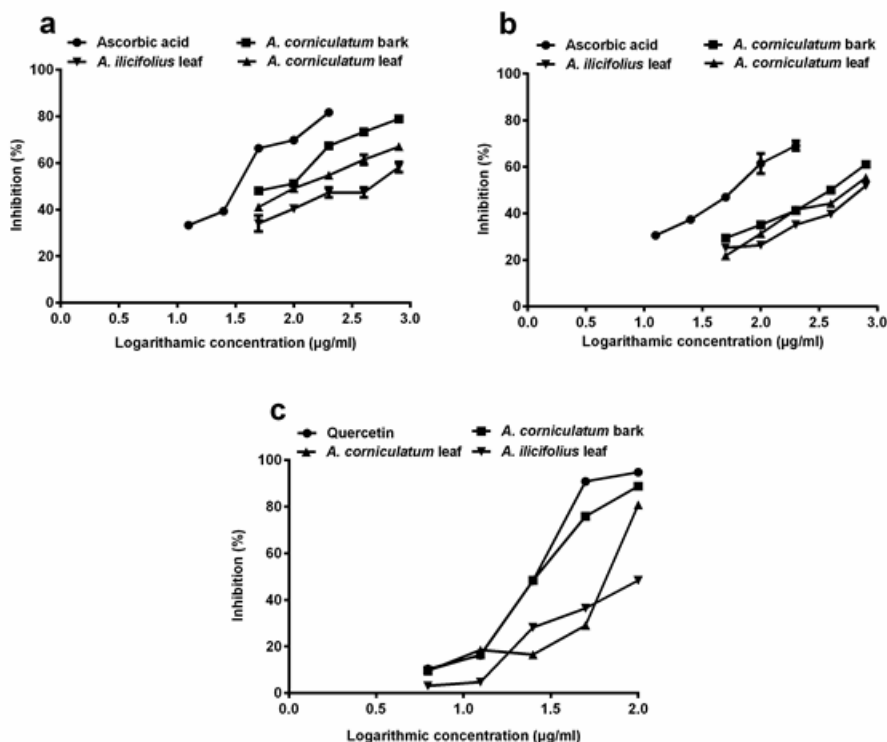 a
Ascorbic acid
A. corniculatum bark
A. ilicifolius leaf
A. corniculatum leaf
100
80
60
40
20
0
Inhibition (%)
0.0 0.5 1.0 1.5 2.0 2.5 3.0
Logarithamic concentration (µg/ml)
b
Ascorbic acid
A. corniculatum bark
A. ilicifolius leaf
A. corniculatum leaf
100
80
60
40
20
0
Inhibition (%)
0.0 0.5 1.0 1.5 2.0 2.5 3.0
Logarithamic concentration (µg/ml)
c
Quercetin
A. corniculatum bark
A. corniculatum leaf
A. ilicifolius leaf
100
80
60
40
20
0
Inhibition (%)
0.0 0.5 1.0 1.5 2.0
Logarithmic concentration (µg/ml)